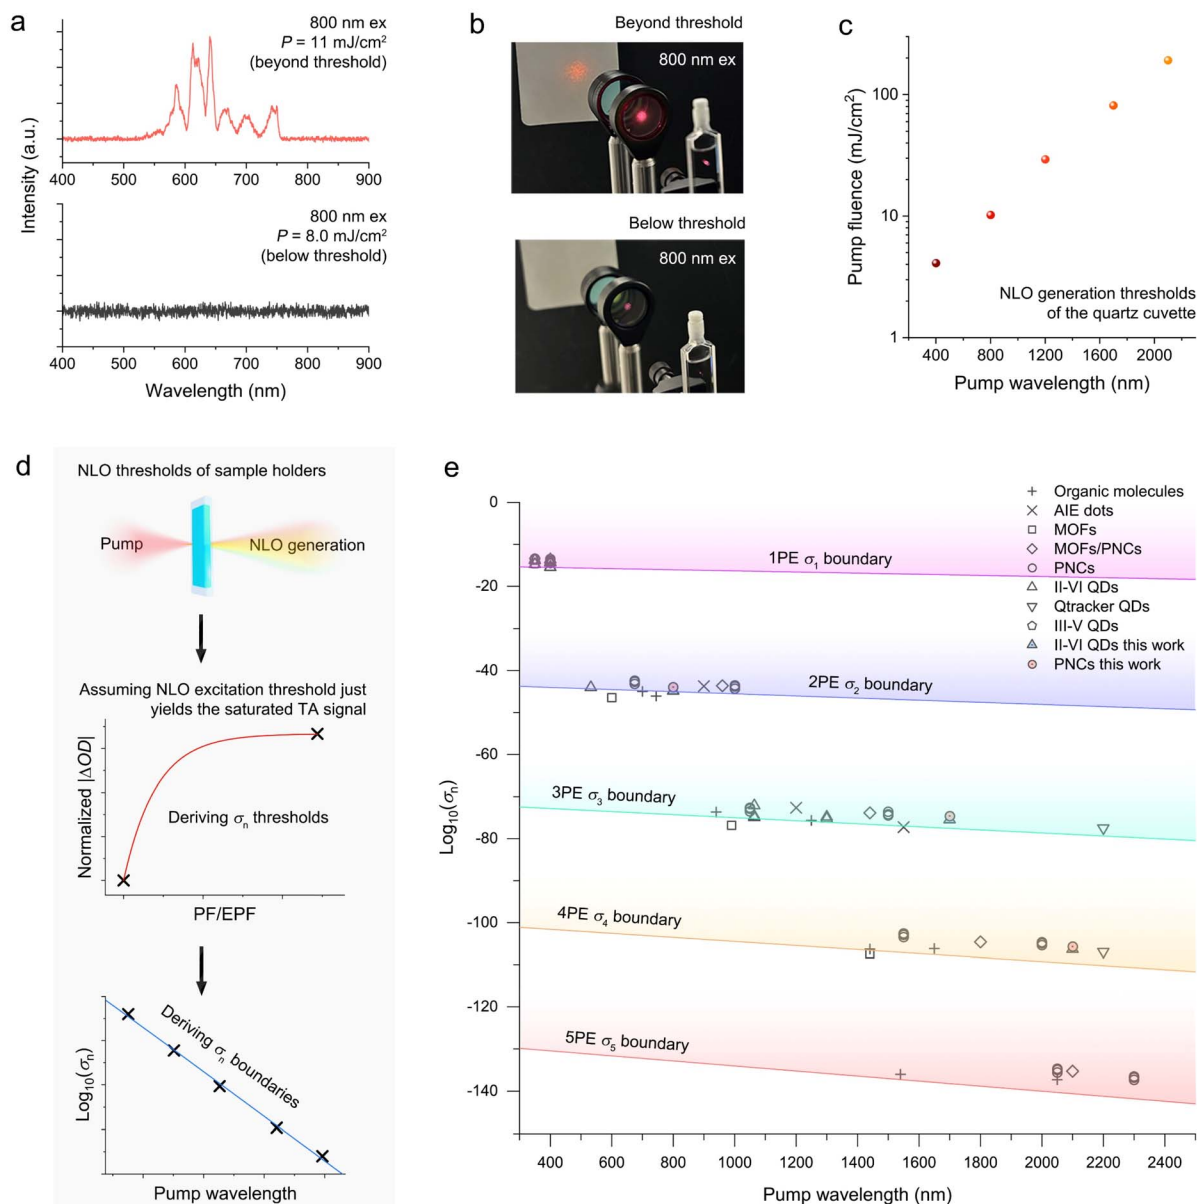 a
800 nm ex
P = 11 mJ/cm²
(beyond threshold)
400 500 600 700 800 900
800 nm ex
P = 8.0 mJ/cm²
(below threshold)
400 500 600 700 800 900
Intensity (a.u.)
Wavelength (nm)
b
Beyond threshold
800 nm ex
Below threshold
800 nm ex
c
100
10
1
Pump fluence (mJ/cm²)
NLO generation thresholds
of the quartz cuvette
400 800 1200 1600 2000
Pump wavelength (nm)
d
NLO thresholds of sample holders
Pump
NLO generation
Assuming NLO excitation threshold just
yields the saturated TA signal
Normalized |ΔOD|
Deriving σn thresholds
PF/EPF
Log10(σn)
Deriving σn boundaries
Pump wavelength
e
0
-20
-40
-60
-80
-100
-120
-140
Log10(σn)
Organic molecules
AIE dots
MOFs
MOFs/PNCs
PNCs
II-VI QDs
Qtracker QDs
III-V QDs
II-VI QDs this work
PNCs this work
1PE σ1 boundary
2PE σ2 boundary
3PE σ3 boundary
4PE σ4 boundary
5PE σ5 boundary
400 600 800 1000 1200 1400 1600 1800 2000 2200 2400
Pump wavelength (nm)